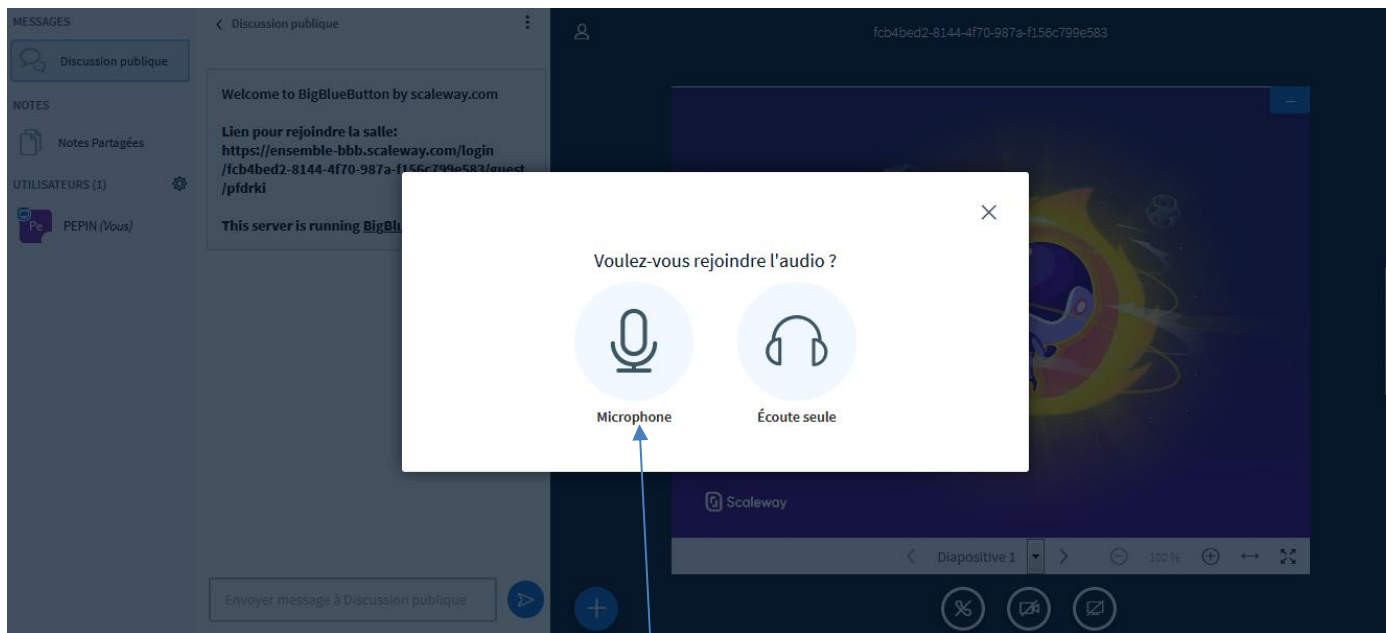 MESSAGES
Discussion publique
NOTES
Notes Partagées
UTILISATEURS (1)
Pe
PEPIN (Vous)
Discussion publique
Welcome to BigBlueButton by scaleway.com
Lien pour rejoindre la salle:
https://ensemble-bbb.scaleway.com/login
/fcb4bed2-8144-4f70-987a-f156c799e583/guest
/pfdrki
This server is running BigBlu
Envoyer message à Discussion publique
fcb4bed2-8144-4f70-987a-f156c799e583
Voulez-vous rejoindre l'audio ?
Microphone
Écoute seule
Scaleway
Diapositive 1
100%